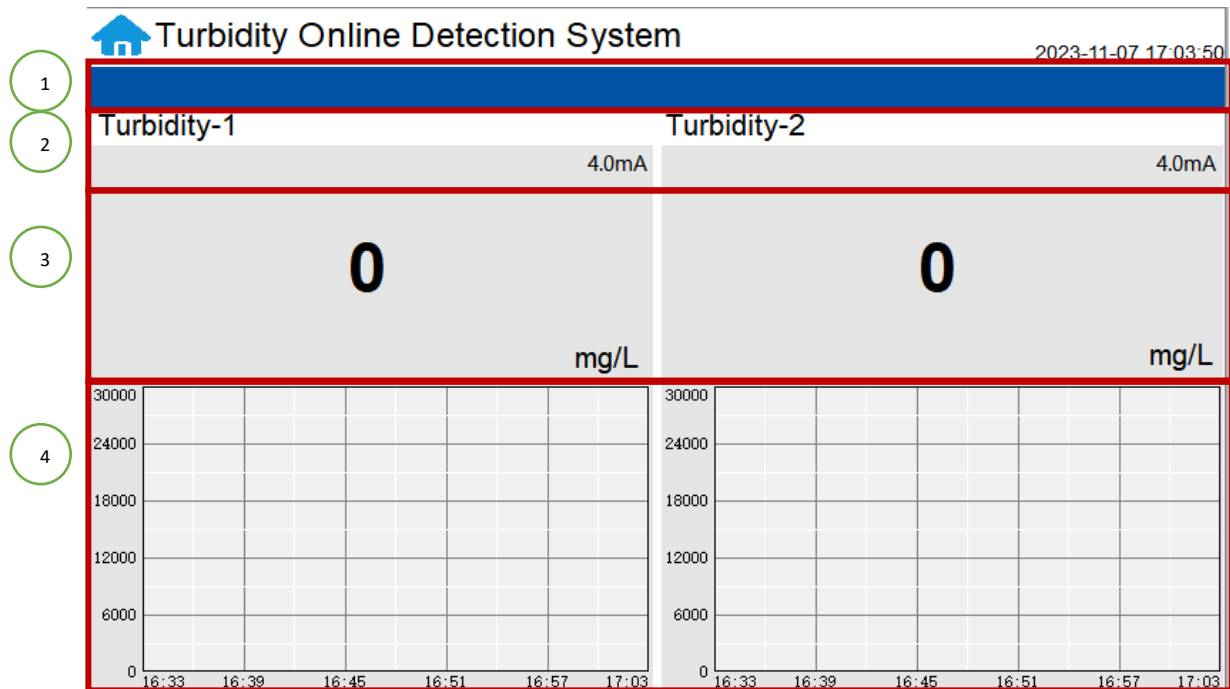 Turbidity Online Detection System
2023-11-07 17:03:50
1
2
Turbidity-1 Turbidity-2
4.0mA 4.0mA
3
0 0
mg/L mg/L
4
30000 30000
24000 24000
18000 18000
12000 12000
6000 6000
0 0
16:33 16:39 16:45 16:51 16:57 17:03 16:33 16:39 16:45 16:51 16:57 17:03